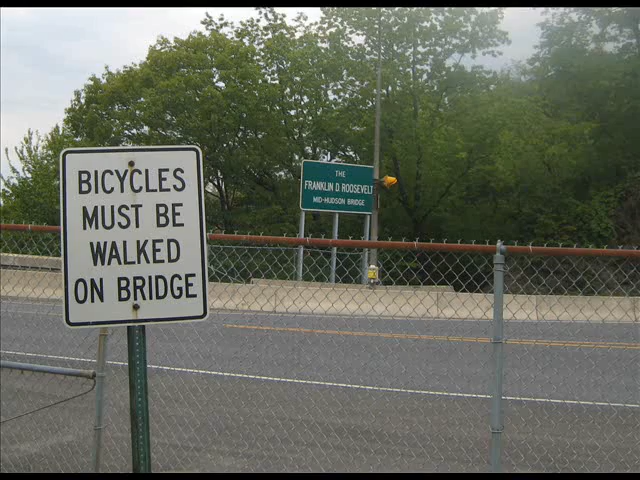 BICYCLES
MUST BE
WALKED
ON BRIDGE
THE
FRANKLIN D. ROOSEVELT
MID-HUDSON BRIDGE